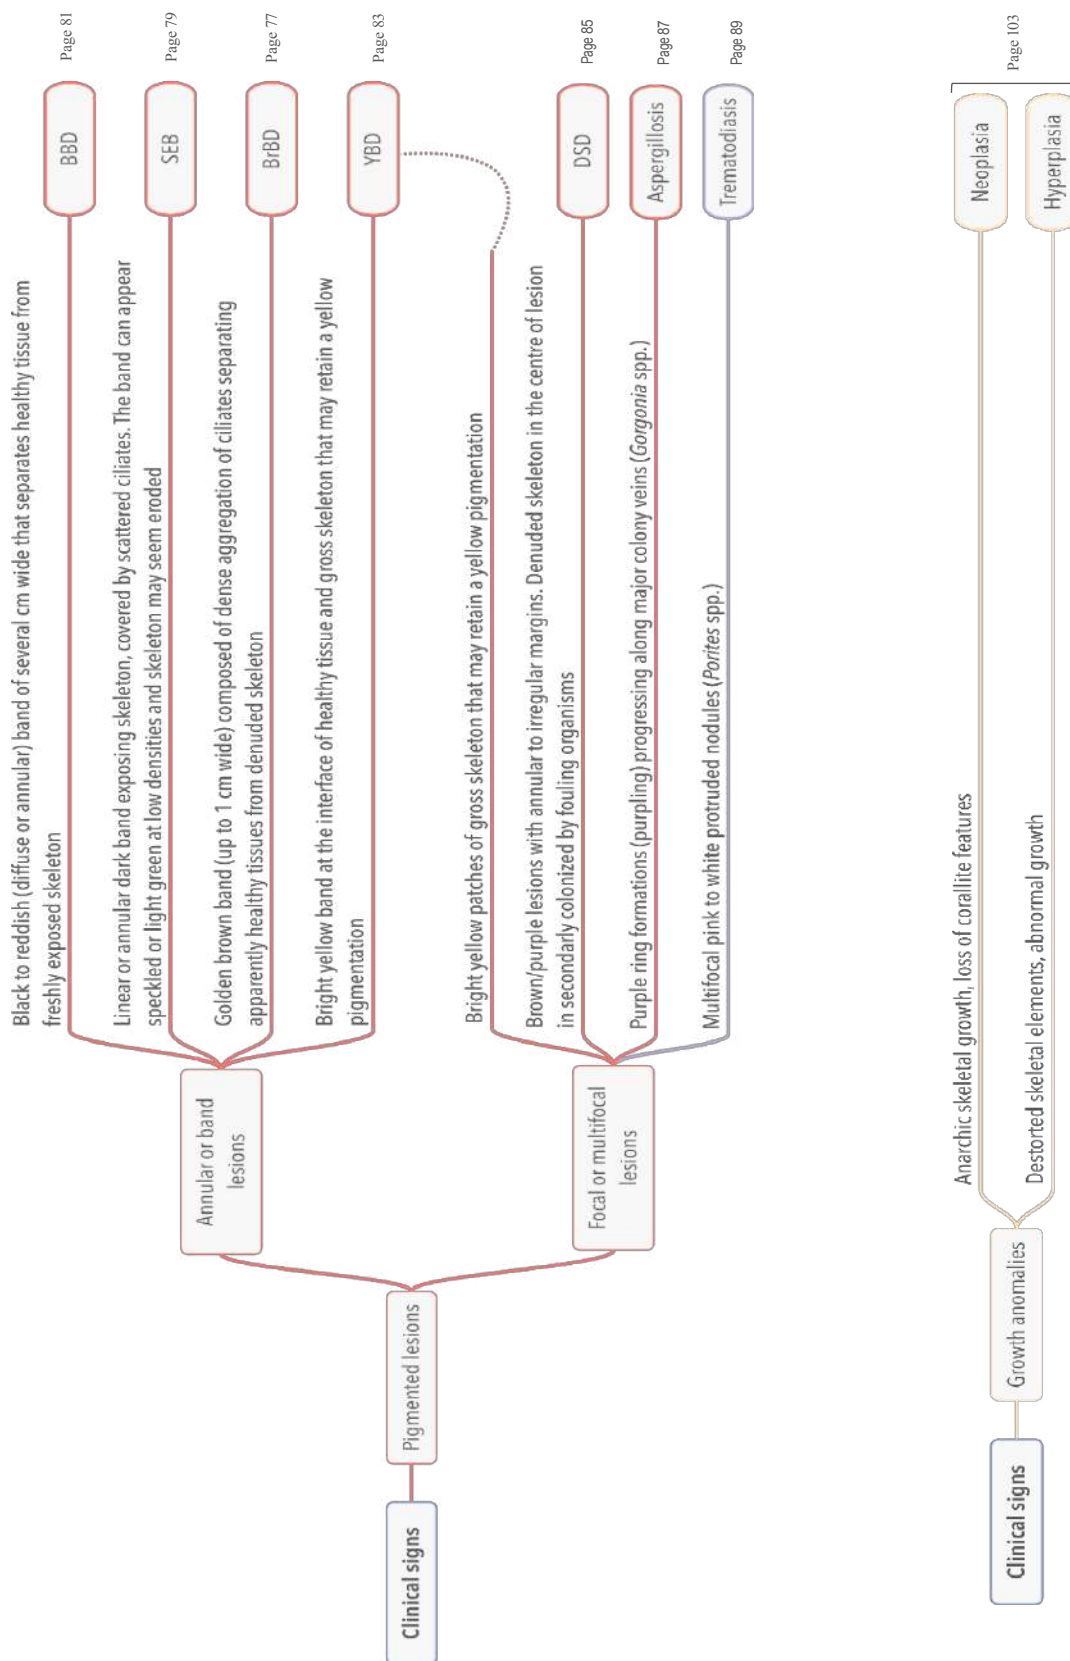 Clinical signs
Pigmented lesions
Annular or band
lesions
Black to reddish (diffuse or annular) band of several cm wide that separates healthy tissue from
freshly exposed skeleton
BBD
Page 81
Linear or annular dark band exposing skeleton, covered by scattered ciliates. The band can appear
speckled or light green at low densities and skeleton may seem eroded
SEB
Page 79
Golden brown band (up to 1 cm wide) composed of dense aggregation of ciliates separating
apparently healthy tissues from denuded skeleton
BrBD
Page 77
Bright yellow band at the interface of healthy tissue and gross skeleton that may retain a yellow
pigmentation
YBD
Page 83
Focal or multifocal
lesions
Bright yellow patches of gross skeleton that may retain a yellow pigmentation
Brown/purple lesions with annular to irregular margins. Denuded skeleton in the centre of lesion
in secondarly colonized by fouling organisms
DSD
Page 85
Purple ring formations (purpling) progressing along major colony veins (Gorgonia spp.)
Aspergillosis
Page 87
Multifocal pink to white protruded nodules (Porites spp.)
Trematodiasis
Page 89
Clinical signs
Growth anomalies
Anarchic skeletal growth, loss of corallite features
Neoplasia
Destorted skeletal elements, abnormal growth
Hyperplasia
Page 103